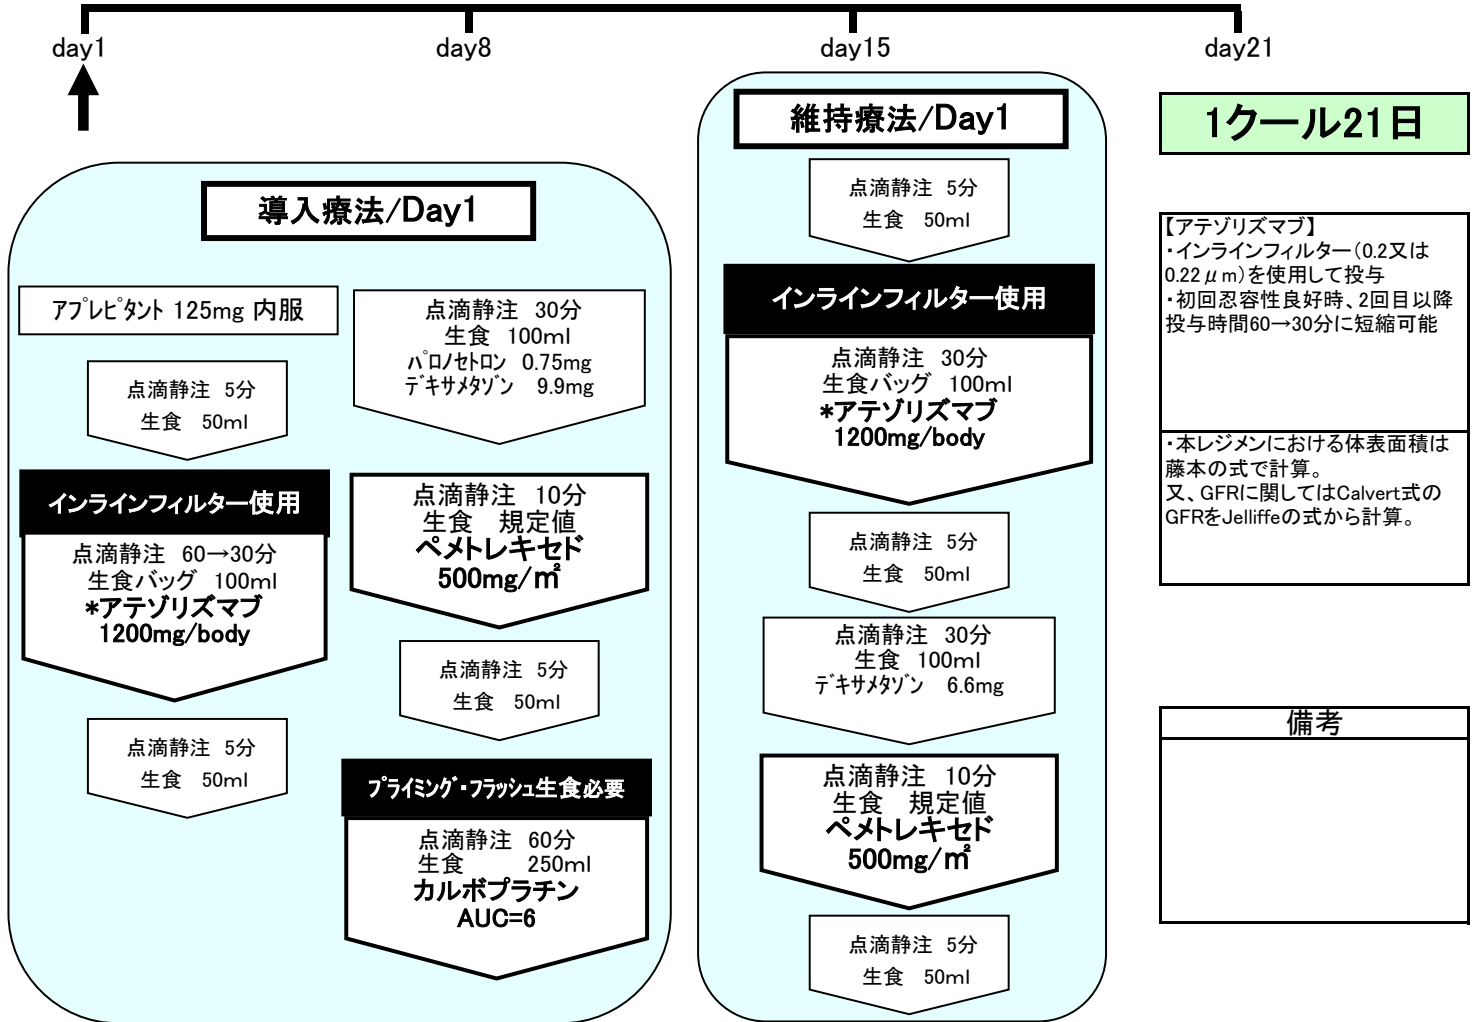 day1
day8
day15
day21
導入療法/Day1
アプレピタント 125mg 内服
点滴静注 5分
生食 50ml
インラインフィルター使用
点滴静注 60→30分
生食バッグ 100ml
*アテゾリズマブ
1200mg/body
点滴静注 5分
生食 50ml
点滴静注 30分
生食 100ml
パロノセトロン 0.75mg
デキサメタゾン 9.9mg
点滴静注 10分
生食 規定値
ペメトレキセド
500mg/㎡
点滴静注 5分
生食 50ml
プライミング・フラッシュ生食必要
点滴静注 60分
生食 250ml
カルボプラチン
AUC=6
維持療法/Day1
点滴静注 5分
生食 50ml
インラインフィルター使用
点滴静注 30分
生食バッグ 100ml
*アテゾリズマブ
1200mg/body
点滴静注 5分
生食 50ml
点滴静注 30分
生食 100ml
デキサメタゾン 6.6mg
点滴静注 10分
生食 規定値
ペメトレキセド
500mg/㎡
点滴静注 5分
生食 50ml
1クール21日
【アテゾリズマブ】
・インラインフィルター(0.2又は
0.22μm)を使用して投与
・初回忍容性良好時、2回目以降
投与時間60→30分に短縮可能
・本レジメンにおける体表面積は
藤本の式で計算。
又、GFRに関してはCalvert式の
GFRをJelliffeの式から計算。
備考